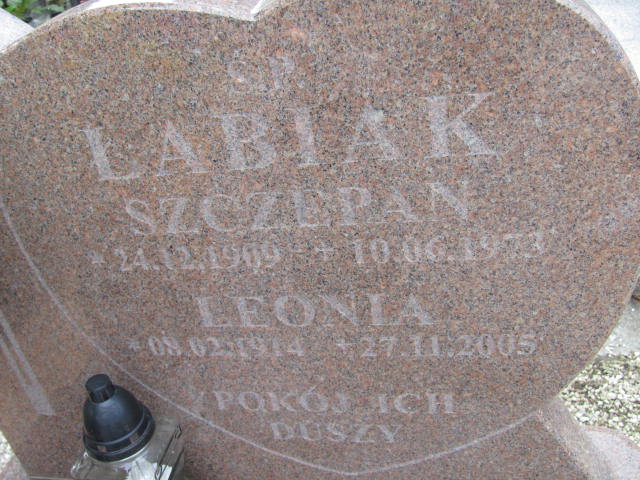 ŚP.
ŁABIAK
SZCZEPAN
* 24.12.1909 - + 10.06.1973
LEONIA
* 08.02.1914 + 27.11.2005
POKÓJ ICH
DUSZY